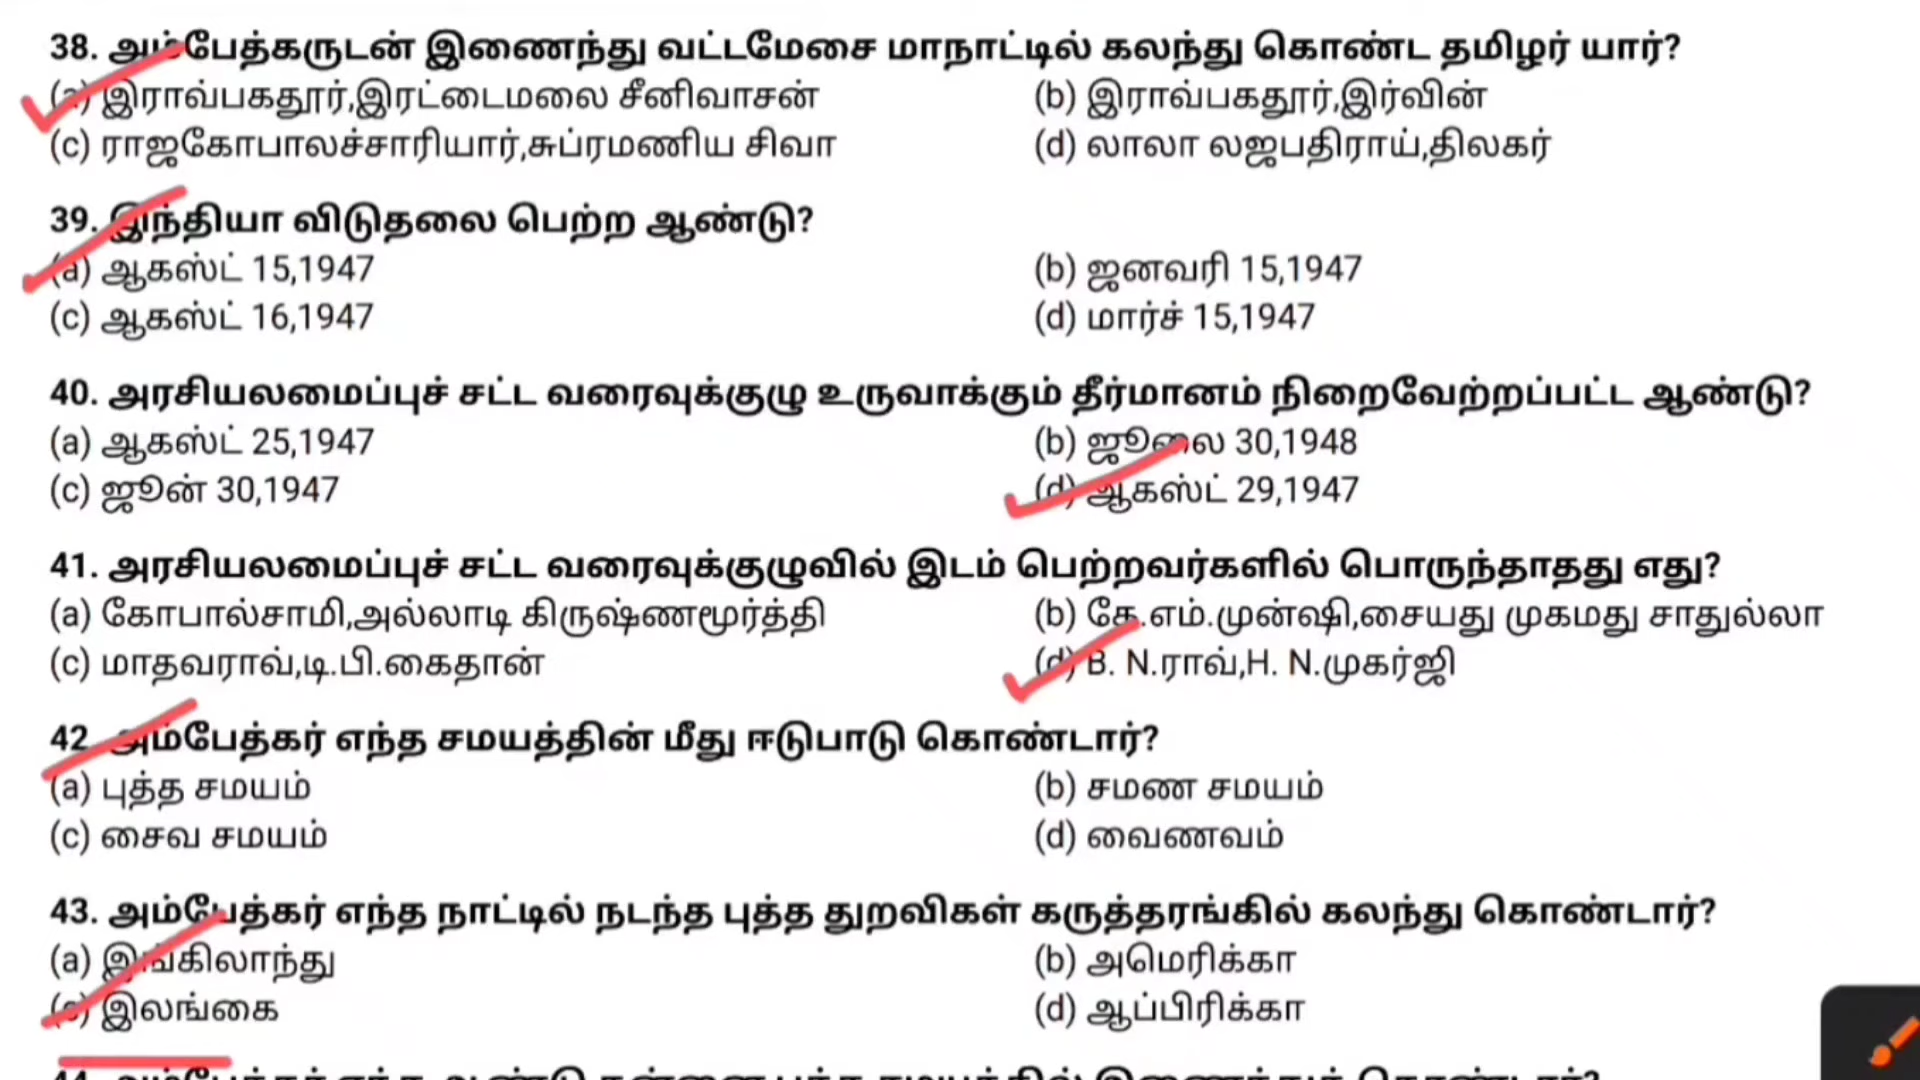 38. அம்பேத்கருடன் இணைந்து வட்டமேசை மாநாட்டில் கலந்து கொண்ட தமிழர் யார்?
(a) இராவ்பகதூர்,இரட்டைமலை சீனிவாசன் (b) இராவ்பகதூர்,இர்வின்
(c) ராஜகோபாலச்சாரியார்,சுப்ரமணிய சிவா (d) லாலா லஜபதிராய்,திலகர்
39. இந்தியா விடுதலை பெற்ற ஆண்டு?
(a) ஆகஸ்ட் 15,1947 (b) ஜனவரி 15,1947
(c) ஆகஸ்ட் 16,1947 (d) மார்ச் 15,1947
40. அரசியலமைப்புச் சட்ட வரைவுக்குழு உருவாக்கும் தீர்மானம் நிறைவேற்றப்பட்ட ஆண்டு?
(a) ஆகஸ்ட் 25,1947 (b) ஜூலை 30,1948
(c) ஜூன் 30,1947 (d) ஆகஸ்ட் 29,1947
41. அரசியலமைப்புச் சட்ட வரைவுக்குழுவில் இடம் பெற்றவர்களில் பொருந்தாதது எது?
(a) கோபால்சாமி,அல்லாடி கிருஷ்ணமூர்த்தி (b) கே.எம்.முன்ஷி,சையது முகமது சாதுல்லா
(c) மாதவராவ்,டி.பி.கைதான் (d) B. N.ராவ்,H. N.முகர்ஜி
42. அம்பேத்கர் எந்த சமயத்தின் மீது ஈடுபாடு கொண்டார்?
(a) புத்த சமயம் (b) சமண சமயம்
(c) சைவ சமயம் (d) வைணவம்
43. அம்பேத்கர் எந்த நாட்டில் நடந்த புத்த துறவிகள் கருத்தரங்கில் கலந்து கொண்டார்?
(a) இங்கிலாந்து (b) அமெரிக்கா
(c) இலங்கை (d) ஆப்பிரிக்கா